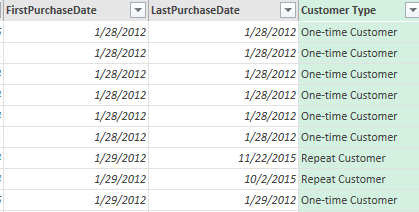 FirstPurchaseDate LastPurchaseDate Customer Type
1/28/2012 1/28/2012 One-time Customer
1/28/2012 1/28/2012 One-time Customer
1/28/2012 1/28/2012 One-time Customer
1/28/2012 1/28/2012 One-time Customer
1/28/2012 1/28/2012 One-time Customer
1/28/2012 1/28/2012 One-time Customer
1/29/2012 11/22/2015 Repeat Customer
1/29/2012 10/2/2015 Repeat Customer
1/29/2012 1/29/2012 One-time Customer